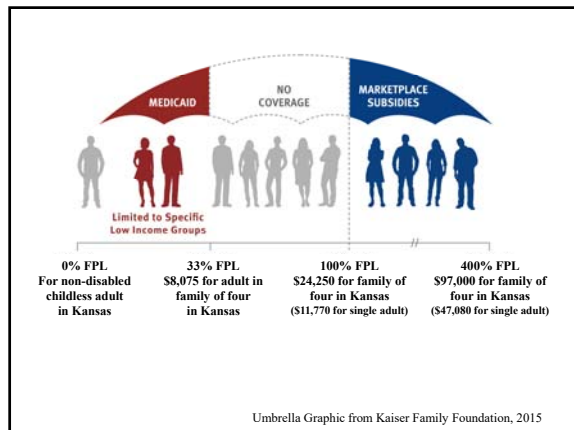 MEDICAID
NO
COVERAGE
MARKETPLACE
SUBSIDIES
Limited to Specific
Low Income Groups
0% FPL
For non-disabled
childless adult
in Kansas
33% FPL
$8,075 for adult in
family of four
in Kansas
100% FPL
$24,250 for family of
four in Kansas
($11,770 for single adult)
400% FPL
$97,000 for family of
four in Kansas
($47,080 for single adult)
Umbrella Graphic from Kaiser Family Foundation, 2015